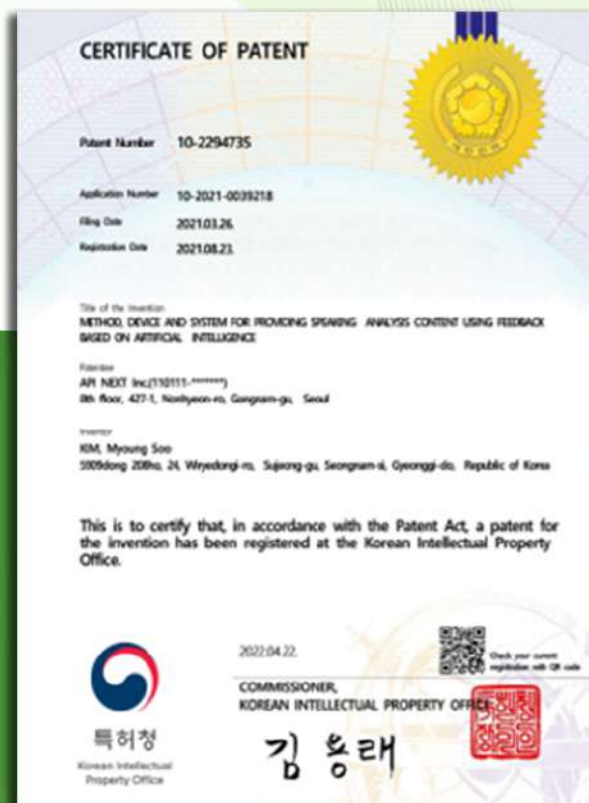 CERTIFICATE OF PATENT
Patent Number 10-2294735
Application Number 10-2021-0039218
Filing Date 2021.03.26.
Registration Date 2021.08.23.
Title of the Invention
METHOD, DEVICE AND SYSTEM FOR PROVIDING SPEAKING ANALYSIS CONTENT USING FEEDBACK
BASED ON ARTIFICIAL INTELLIGENCE
Patentee
API NEXT Inc.(110111-*******)
8th floor, 427-1, Nonhyeon-ro, Gangnam-gu, Seoul
Inventor
KIM, Myoung Soo
5909dong 208ho, 24, Wiryedongi-ro, Sujeong-gu, Seongnam-si, Gyeonggi-do, Republic of Korea
This is to certify that, in accordance with the Patent Act, a patent for
the invention has been registered at the Korean Intellectual Property
Office.
2022.04.22.
Check your current
registration with QR code
COMMISSIONER,
KOREAN INTELLECTUAL PROPERTY OFFICE
김용래
특허청
Korean Intellectual
Property Office